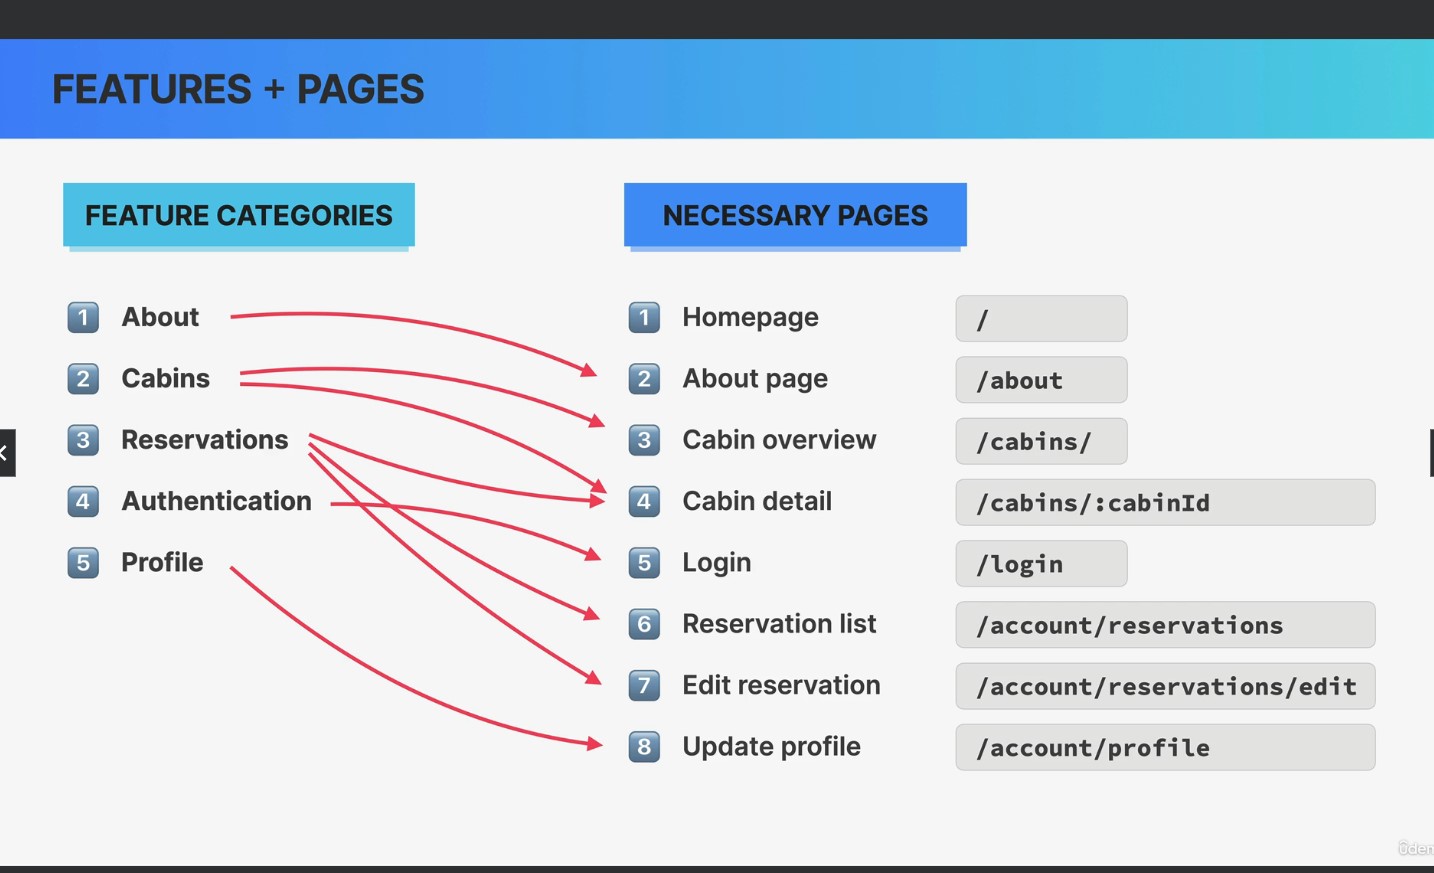 FEATURES + PAGES
FEATURE CATEGORIES
1 About
2 Cabins
3 Reservations
4 Authentication
5 Profile
NECESSARY PAGES
1 Homepage /
2 About page /about
3 Cabin overview /cabins/
4 Cabin detail /cabins/:cabinId
5 Login /login
6 Reservation list /account/reservations
7 Edit reservation /account/reservations/edit
8 Update profile /account/profile